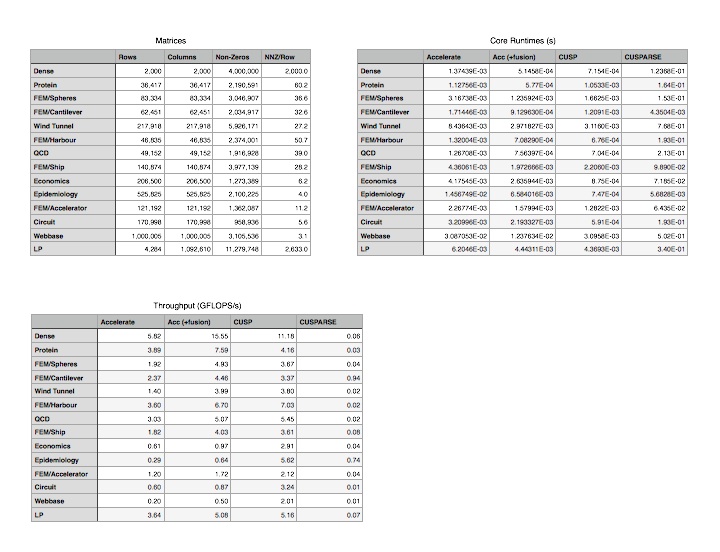 Matrices
Rows Columns Non-Zeros NNZ/Row
Dense 2,000 2,000 4,000,000 2,000.0
Protein 36,417 36,417 2,190,591 60.2
FEM/Spheres 83,334 83,334 3,046,907 36.6
FEM/Cantilever 62,451 62,451 2,034,917 32.6
Wind Tunnel 217,918 217,918 5,926,171 27.2
FEM/Harbour 46,835 46,835 2,374,001 50.7
QCD 49,152 49,152 1,916,928 39.0
FEM/Ship 140,874 140,874 3,977,139 28.2
Economics 206,500 206,500 1,273,389 6.2
Epidemiology 525,825 525,825 2,100,225 4.0
FEM/Accelerator 121,192 121,192 1,362,087 11.2
Circuit 170,998 170,998 958,936 5.6
Webbase 1,000,005 1,000,005 3,105,536 3.1
LP 4,284 1,092,610 11,279,748 2,633.0
Core Runtimes (s)
Accelerate Acc (+fusion) CUSP CUSPARSE
Dense 1.37439E-03 5.1458E-04 7.154E-04 1.2368E-01
Protein 1.12756E-03 5.77E-04 1.0533E-03 1.64E-01
FEM/Spheres 3.16738E-03 1.235924E-03 1.6625E-03 1.53E-01
FEM/Cantilever 1.71446E-03 9.129630E-04 1.2091E-03 4.3504E-03
Wind Tunnel 8.43643E-03 2.971827E-03 3.1160E-03 7.68E-01
FEM/Harbour 1.32004E-03 7.08290E-04 6.76E-04 1.93E-01
QCD 1.26708E-03 7.56397E-04 7.04E-04 2.13E-01
FEM/Ship 4.36061E-03 1.972666E-03 2.2060E-03 9.890E-02
Economics 4.17545E-03 2.635944E-03 8.75E-04 7.185E-02
Epidemiology 1.456749E-02 6.584016E-03 7.47E-04 5.6828E-03
FEM/Accelerator 2.26774E-03 1.57994E-03 1.2822E-03 6.435E-02
Circuit 3.20996E-03 2.193327E-03 5.91E-04 1.93E-01
Webbase 3.087053E-02 1.237634E-02 3.0958E-03 5.02E-01
LP 6.2046E-03 4.44311E-03 4.3693E-03 3.40E-01
Throughput (GFLOPS/s)
Accelerate Acc (+fusion) CUSP CUSPARSE
Dense 5.82 15.55 11.18 0.06
Protein 3.89 7.59 4.16 0.03
FEM/Spheres 1.92 4.93 3.67 0.04
FEM/Cantilever 2.37 4.46 3.37 0.94
Wind Tunnel 1.40 3.99 3.80 0.02
FEM/Harbour 3.60 6.70 7.03 0.02
QCD 3.03 5.07 5.45 0.02
FEM/Ship 1.82 4.03 3.61 0.08
Economics 0.61 0.97 2.91 0.04
Epidemiology 0.29 0.64 5.62 0.74
FEM/Accelerator 1.20 1.72 2.12 0.04
Circuit 0.60 0.87 3.24 0.01
Webbase 0.20 0.50 2.01 0.01
LP 3.64 5.08 5.16 0.07